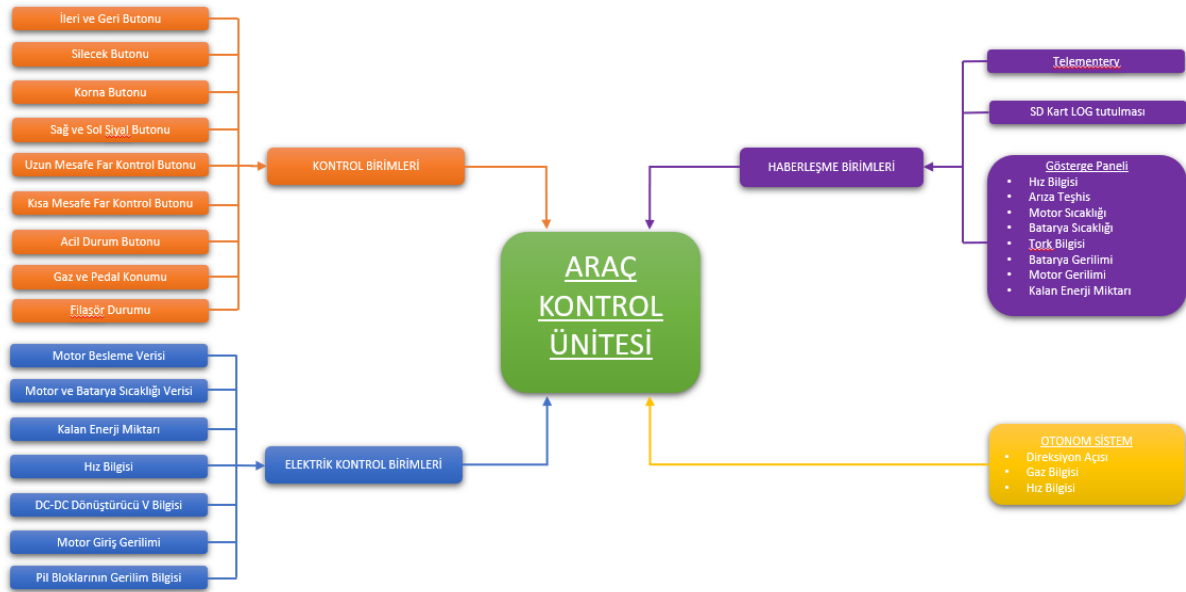 İleri ve Geri Butonu
Silecek Butonu
Korna Butonu
Sağ ve Sol Siyal Butonu
Uzun Mesafe Far Kontrol Butonu
Kısa Mesafe Far Kontrol Butonu
Acil Durum Butonu
Gaz ve Pedal Konumu
Filaşör Durumu
KONTROL BİRİMLERİ
Motor Besleme Verisi
Motor ve Batarya Sıcaklığı Verisi
Kalan Enerji Miktarı
Hız Bilgisi
DC-DC Dönüştürücü V Bilgisi
Motor Giriş Gerilimi
Pil Bloklarının Gerilim Bilgisi
ELEKTRİK KONTROL BİRİMLERİ
ARAÇ
KONTROL
ÜNİTESİ
HABERLEŞME BİRİMLERİ
Telementery
SD Kart LOG tutulması
Gösterge Paneli
• Hız Bilgisi
• Arıza Teşhis
• Motor Sıcaklığı
• Batarya Sıcaklığı
• Tork Bilgisi
• Batarya Gerilimi
• Motor Gerilimi
• Kalan Enerji Miktarı
OTONOM SİSTEM
• Direksiyon Açısı
• Gaz Bilgisi
• Hız Bilgisi